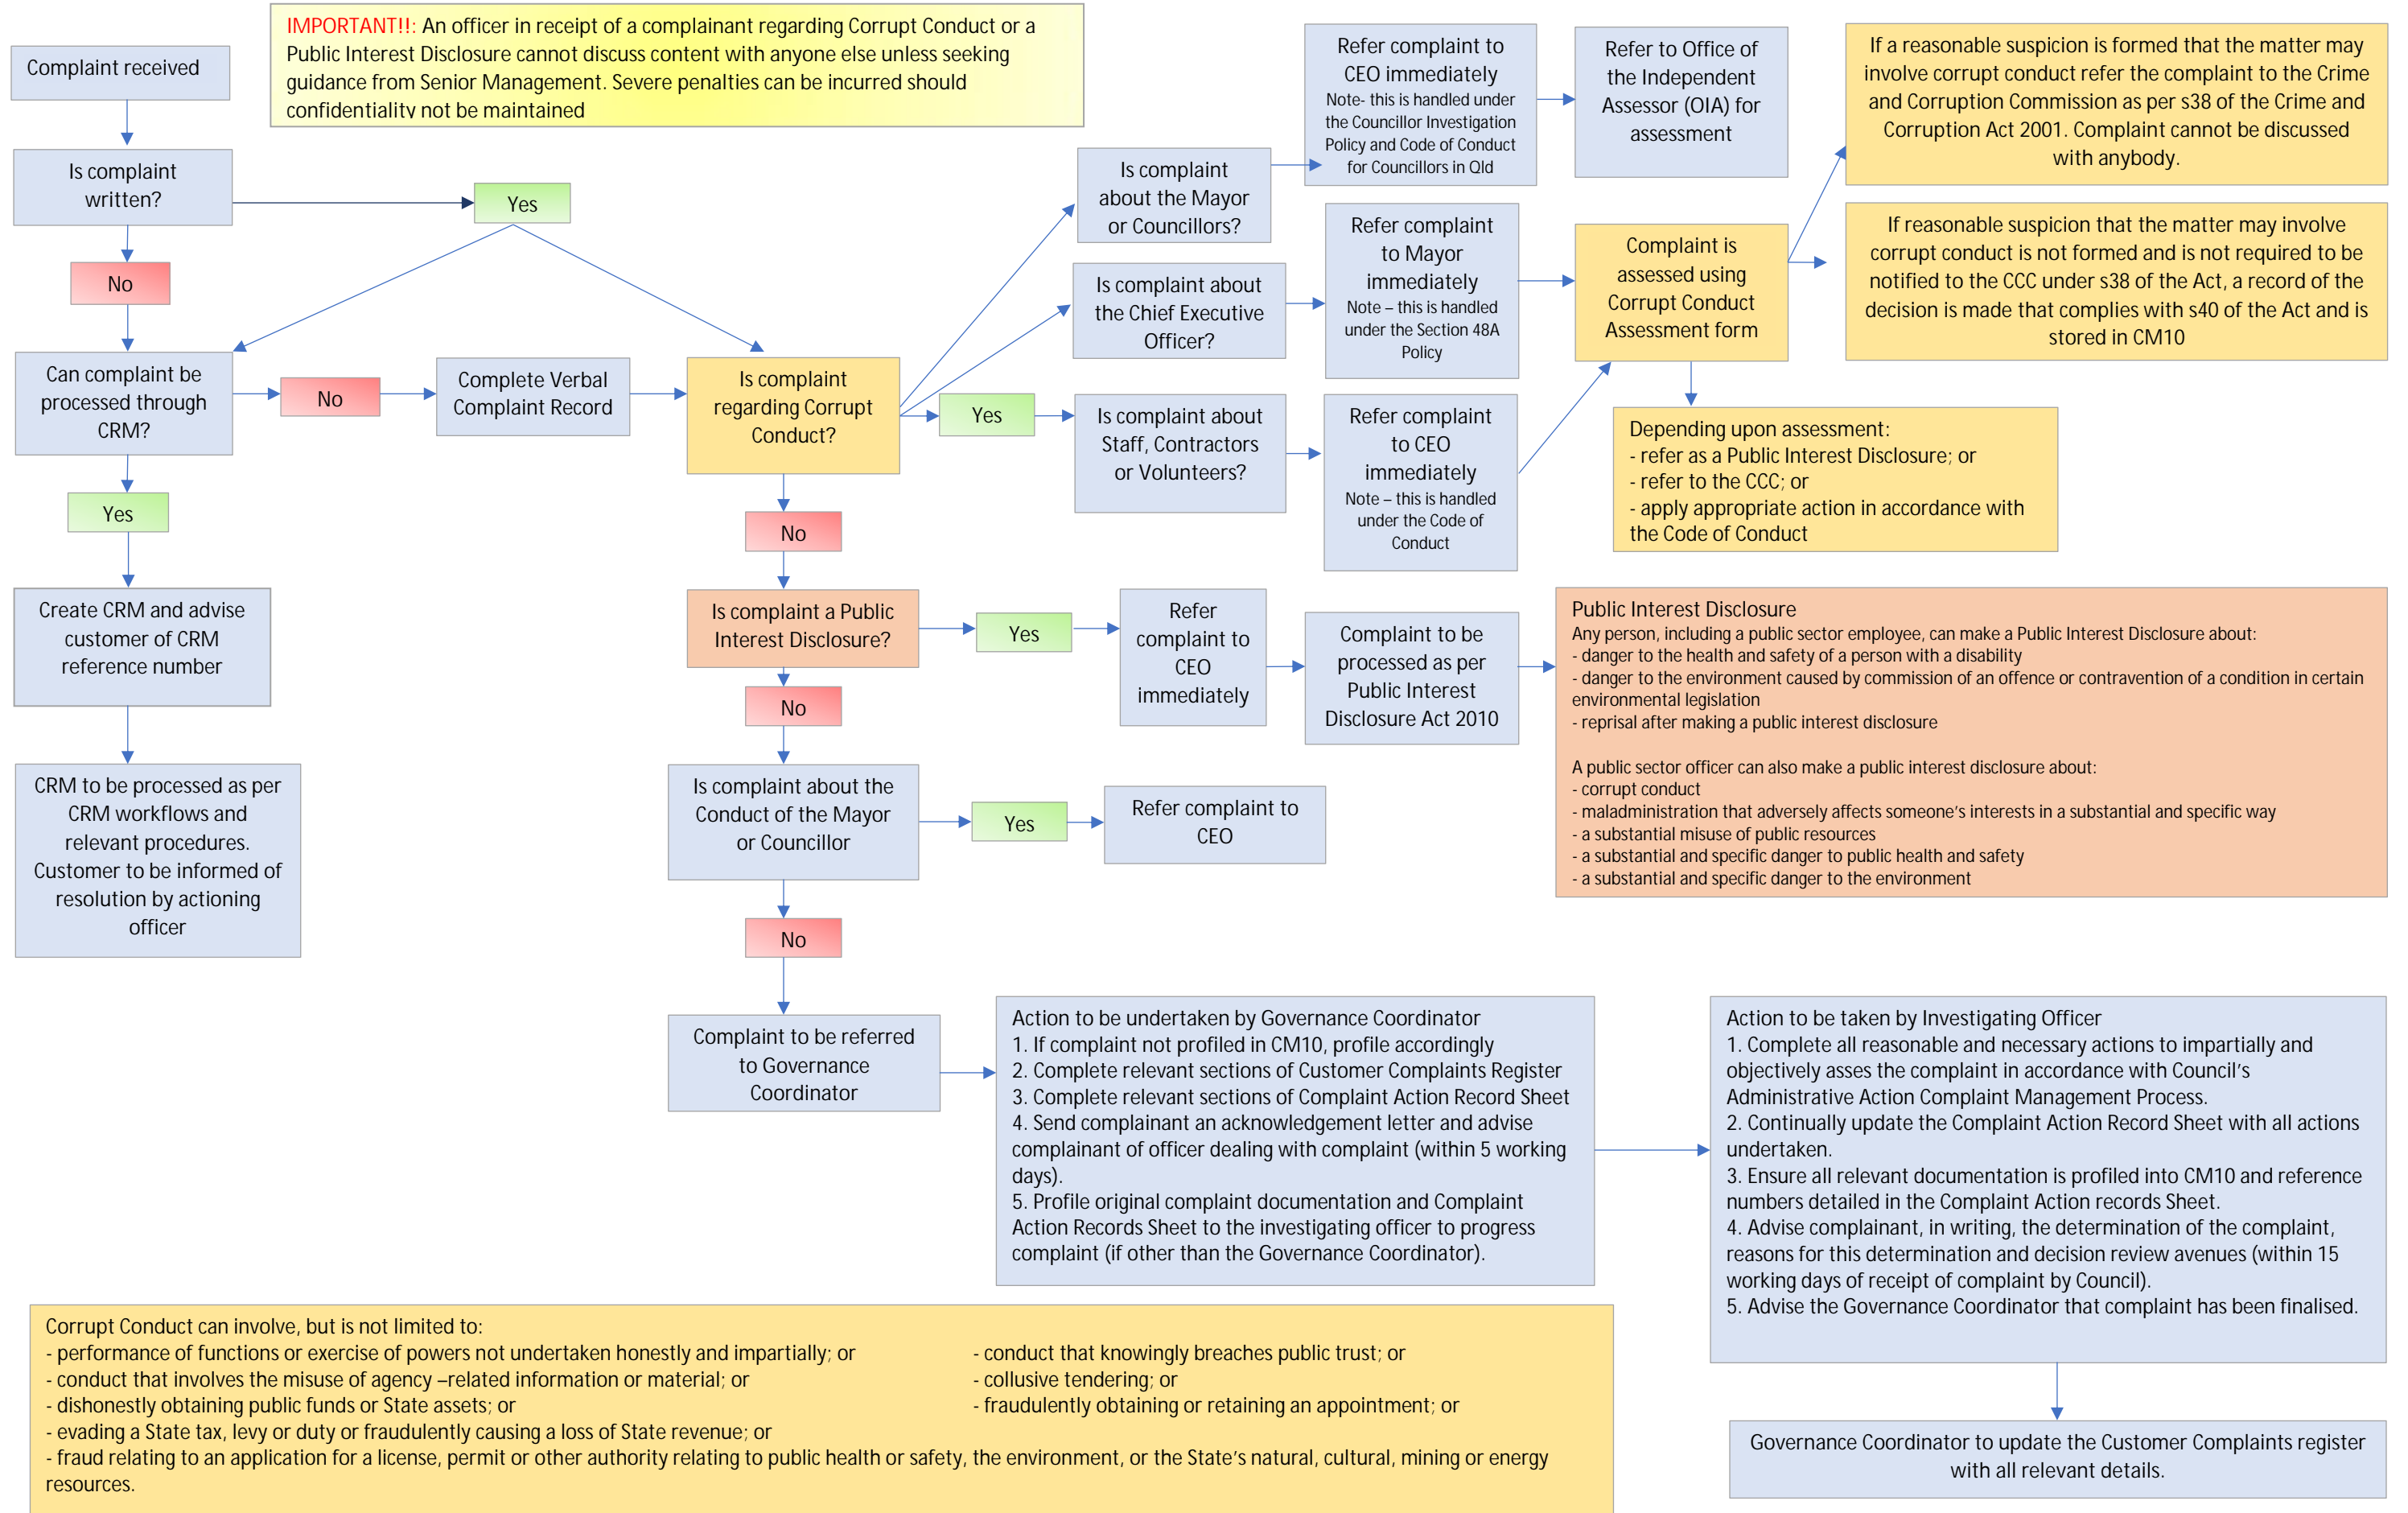 IMPORTANT!!: An officer in receipt of a complainant regarding Corrupt Conduct or a
Public Interest Disclosure cannot discuss content with anyone else unless seeking
guidance from Senior Management. Severe penalties can be incurred should
confidentiality not be maintained
Complaint received
Is complaint
written?
Yes
No
Can complaint be
processed through
CRM?
No
Complete Verbal
Complaint Record
Yes
Create CRM and advise
customer of CRM
reference number
CRM to be processed as per
CRM workflows and
relevant procedures.
Customer to be informed of
resolution by actioning
officer
Is complaint
regarding Corrupt
Conduct?
Yes
Is complaint
about the Mayor
or Councillors?
Refer complaint to
CEO immediately
Note- this is handled under
the Councillor Investigation
Policy and Code of Conduct
for Councillors in Qld
Refer to Office of
the Independent
Assessor (OIA) for
assessment
Is complaint about
the Chief Executive
Officer?
Refer complaint
to Mayor
immediately
Note – this is handled
under the Section 48A
Policy
Is complaint about
Staff, Contractors
or Volunteers?
Refer complaint
to CEO
immediately
Note – this is handled
under the Code of
Conduct
Complaint is
assessed using
Corrupt Conduct
Assessment form
If a reasonable suspicion is formed that the matter may
involve corrupt conduct refer the complaint to the Crime
and Corruption Commission as per s38 of the Crime and
Corruption Act 2001. Complaint cannot be discussed
with anybody.
If reasonable suspicion that the matter may involve
corrupt conduct is not formed and is not required to be
notified to the CCC under s38 of the Act, a record of the
decision is made that complies with s40 of the Act and is
stored in CM10
Depending upon assessment:
- refer as a Public Interest Disclosure; or
- refer to the CCC; or
- apply appropriate action in accordance with
the Code of Conduct
No
Is complaint a Public
Interest Disclosure?
Yes
Refer
complaint to
CEO
immediately
Complaint to be
processed as per
Public Interest
Disclosure Act 2010
Public Interest Disclosure
Any person, including a public sector employee, can make a Public Interest Disclosure about:
- danger to the health and safety of a person with a disability
- danger to the environment caused by commission of an offence or contravention of a condition in certain
environmental legislation
- reprisal after making a public interest disclosure
A public sector officer can also make a public interest disclosure about:
- corrupt conduct
- maladministration that adversely affects someone's interests in a substantial and specific way
- a substantial misuse of public resources
- a substantial and specific danger to public health and safety
- a substantial and specific danger to the environment
No
Is complaint about the
Conduct of the Mayor
or Councillor
Yes
Refer complaint to
CEO
No
Complaint to be referred
to Governance
Coordinator
Action to be undertaken by Governance Coordinator
1. If complaint not profiled in CM10, profile accordingly
2. Complete relevant sections of Customer Complaints Register
3. Complete relevant sections of Complaint Action Record Sheet
4. Send complainant an acknowledgement letter and advise
complainant of officer dealing with complaint (within 5 working
days).
5. Profile original complaint documentation and Complaint
Action Records Sheet to the investigating officer to progress
complaint (if other than the Governance Coordinator).
Action to be taken by Investigating Officer
1. Complete all reasonable and necessary actions to impartially and
objectively asses the complaint in accordance with Council's
Administrative Action Complaint Management Process.
2. Continually update the Complaint Action Record Sheet with all actions
undertaken.
3. Ensure all relevant documentation is profiled into CM10 and reference
numbers detailed in the Complaint Action records Sheet.
4. Advise complainant, in writing, the determination of the complaint,
reasons for this determination and decision review avenues (within 15
working days of receipt of complaint by Council).
5. Advise the Governance Coordinator that complaint has been finalised.
Governance Coordinator to update the Customer Complaints register
with all relevant details.
Corrupt Conduct can involve, but is not limited to:
- performance of functions or exercise of powers not undertaken honestly and impartially; or
- conduct that knowingly breaches public trust; or
- conduct that involves the misuse of agency –related information or material; or
- collusive tendering; or
- dishonestly obtaining public funds or State assets; or
- fraudulently obtaining or retaining an appointment; or
- evading a State tax, levy or duty or fraudulently causing a loss of State revenue; or
- fraud relating to an application for a license, permit or other authority relating to public health or safety, the environment, or the State's natural, cultural, mining or energy
resources.